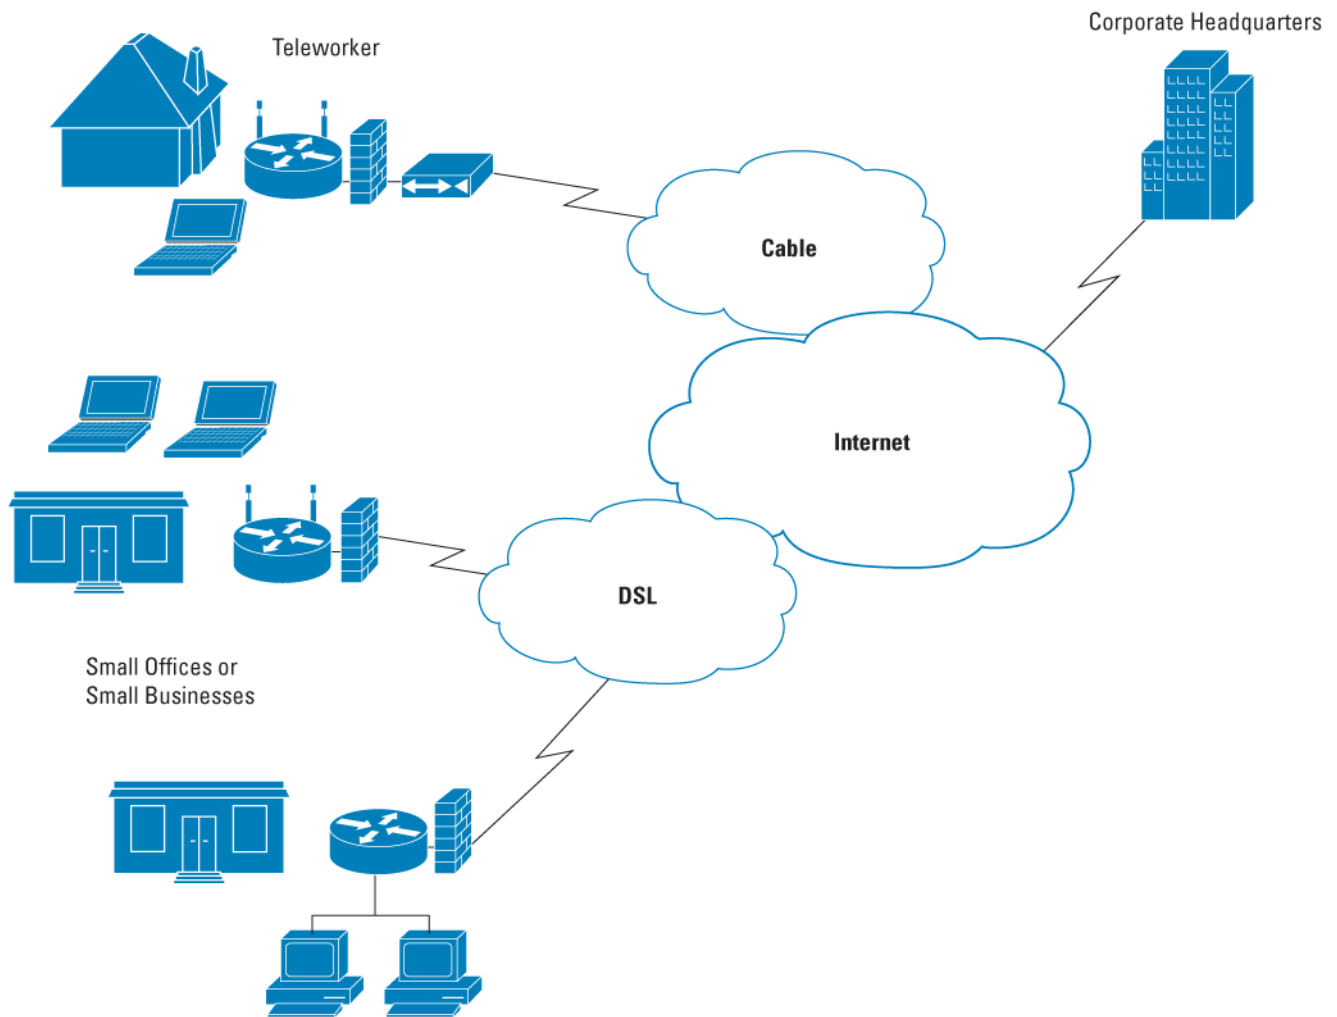 Corporate Headquarters
Teleworker
Cable
Internet
DSL
Small Offices or
Small Businesses